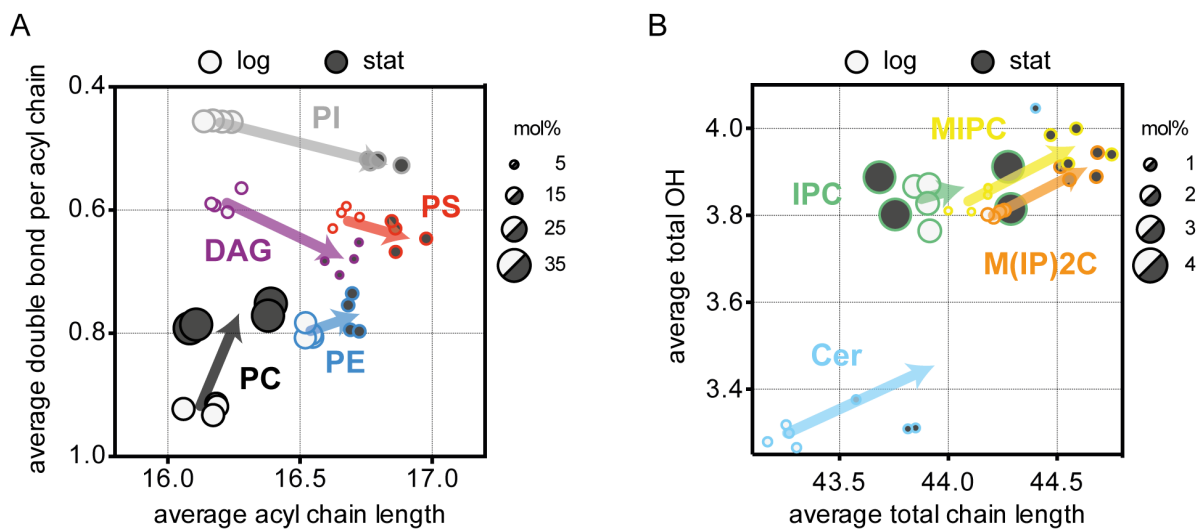 A
log
stat
average double bond per acyl chain
0.4
0.6
0.8
1.0
PI
PS
DAG
PE
PC
16.0
16.5
17.0
average acyl chain length
mol%
5
15
25
35
B
log
stat
average total OH
4.0
3.8
3.6
3.4
MIPC
IPC
M(IP)2C
Cer
43.5
44.0
44.5
average total chain length
mol%
1
2
3
4